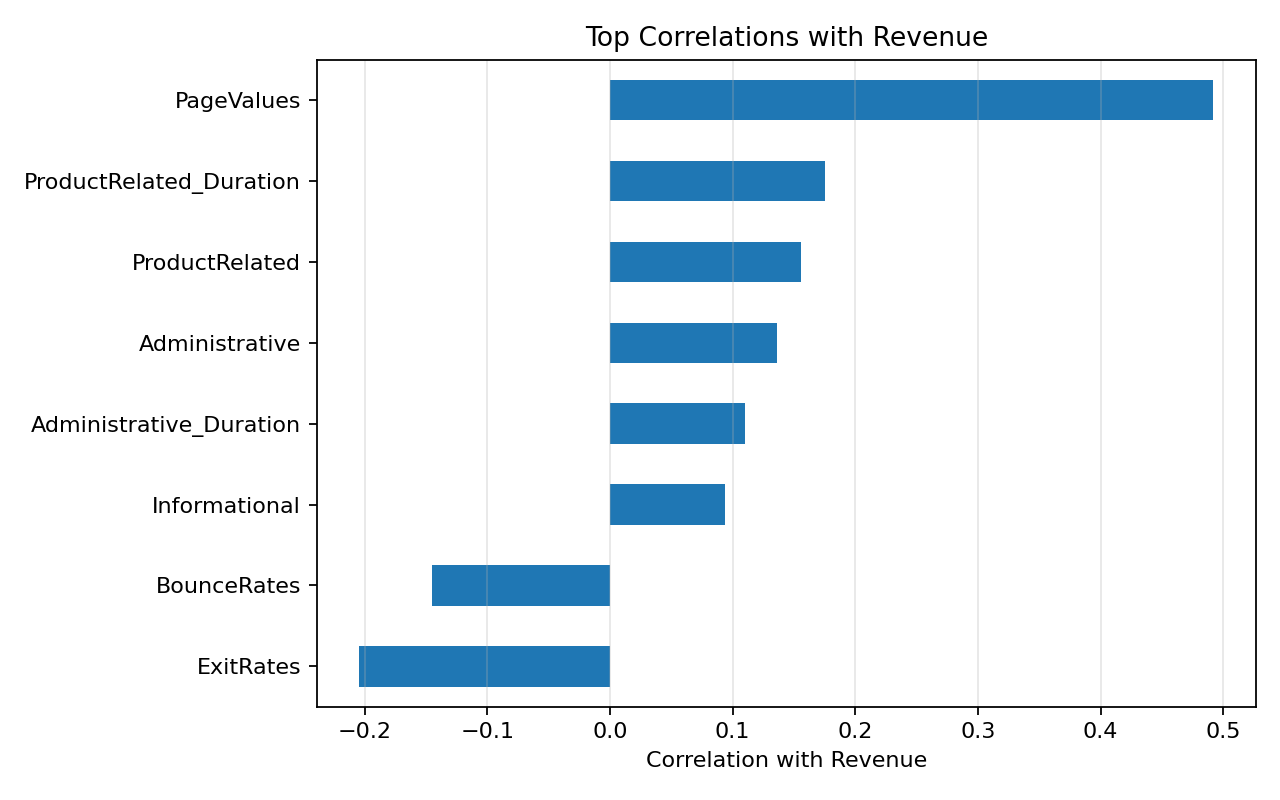 Top Correlations with Revenue
PageValues
ProductRelated_Duration
ProductRelated
Administrative
Administrative_Duration
Informational
BounceRates
ExitRates
−0.2 −0.1 0.0 0.1 0.2 0.3 0.4 0.5
Correlation with Revenue